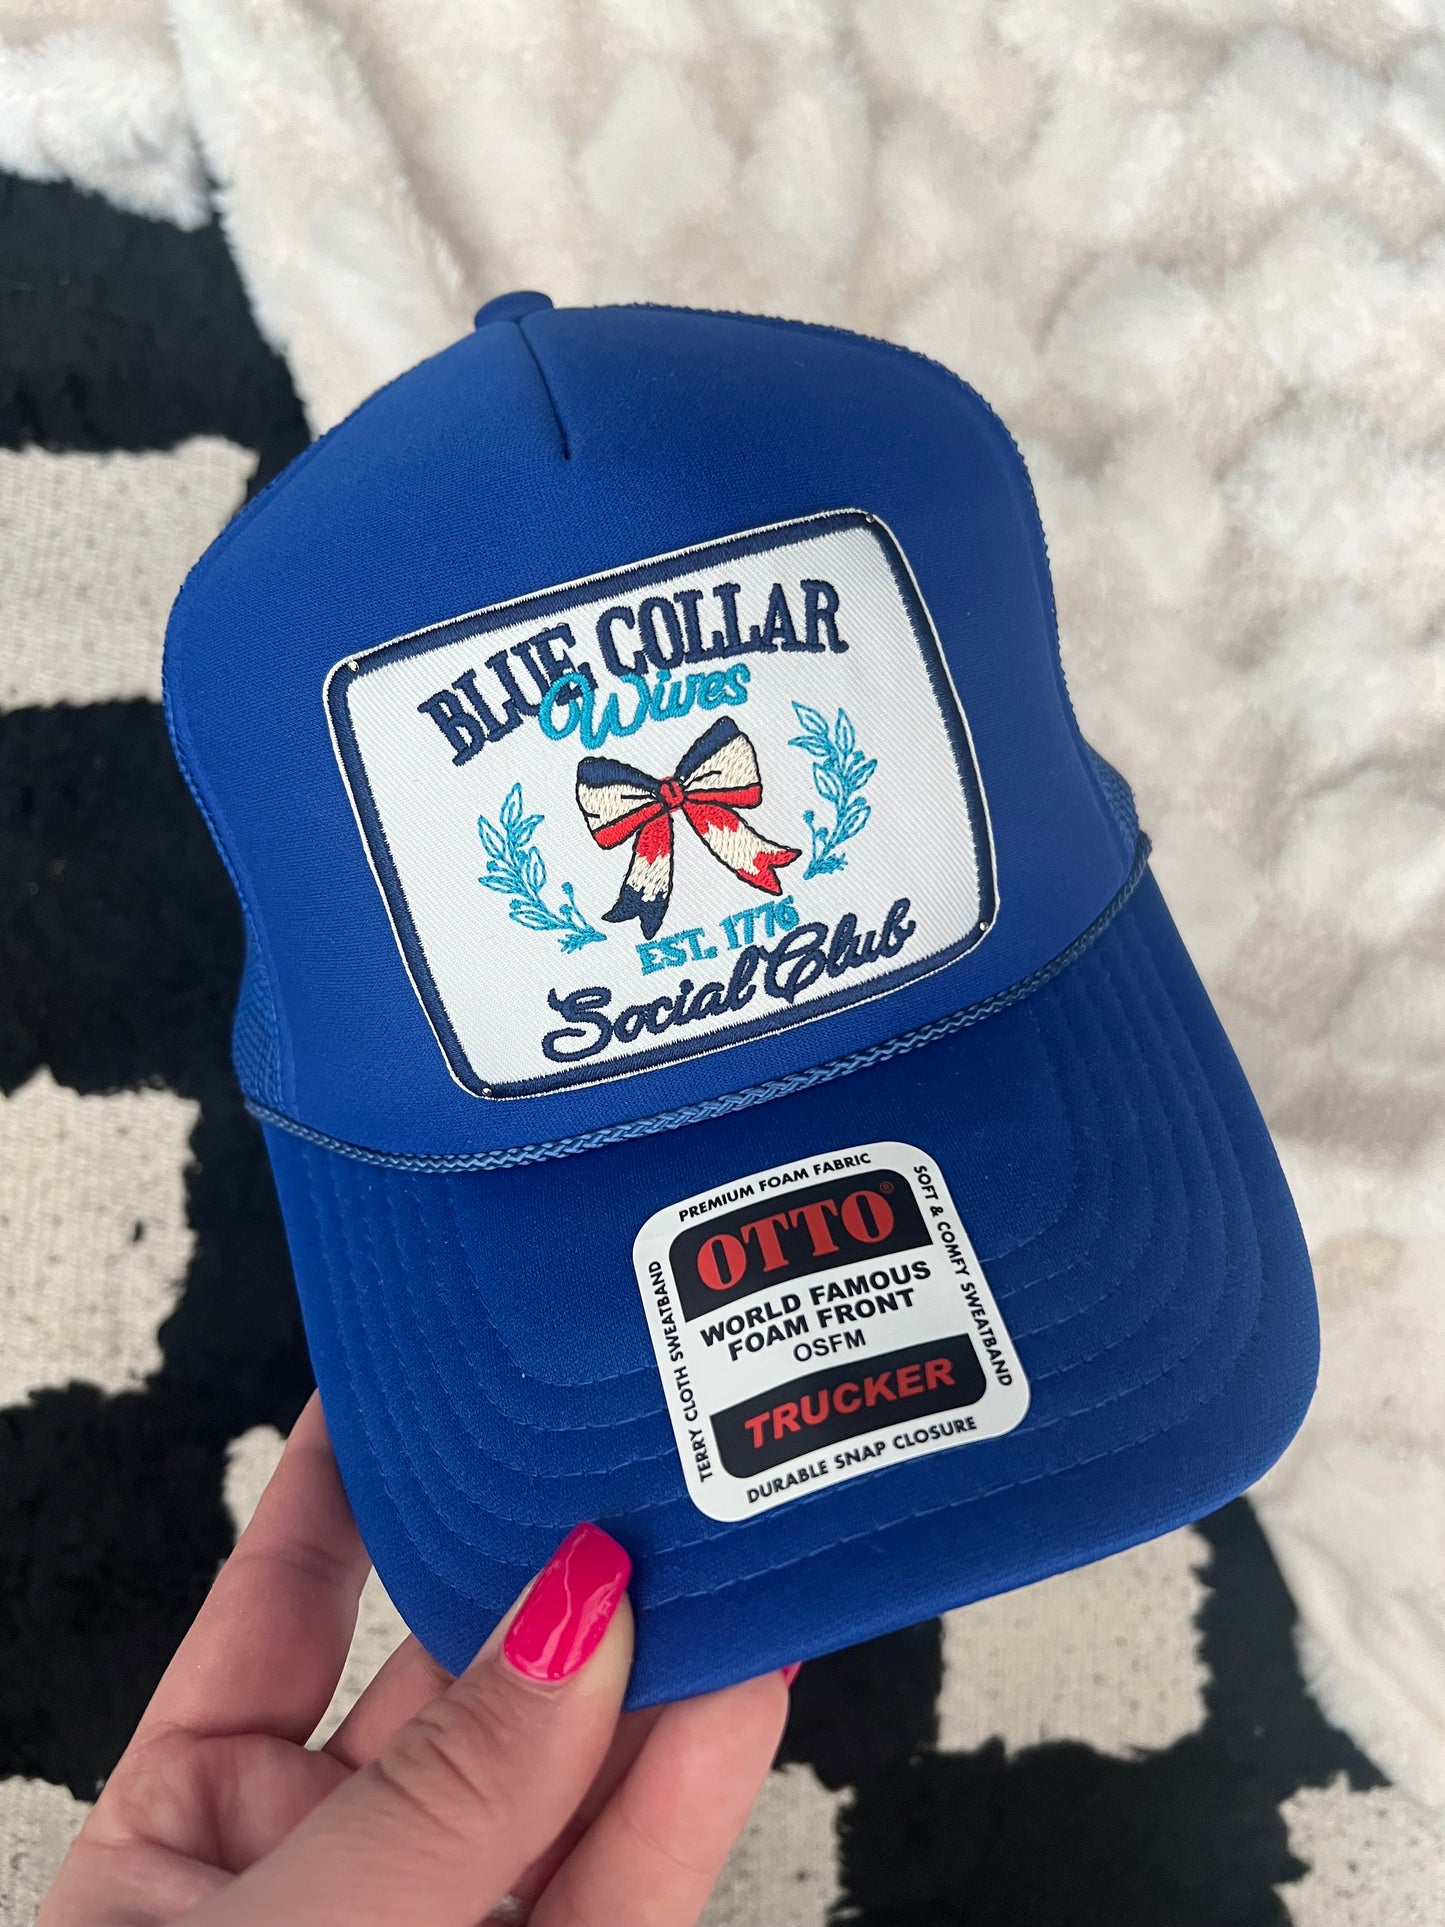 BLUE COLLAR
Wives
EST. 1776
Social Club
PREMIUM FOAM FABRIC
SOFT & COMFY SWEATBAND
TERRY CLOTH SWEATBAND
OTTO®
WORLD FAMOUS
FOAM FRONT
OSFM
TRUCKER
DURABLE SNAP CLOSURE